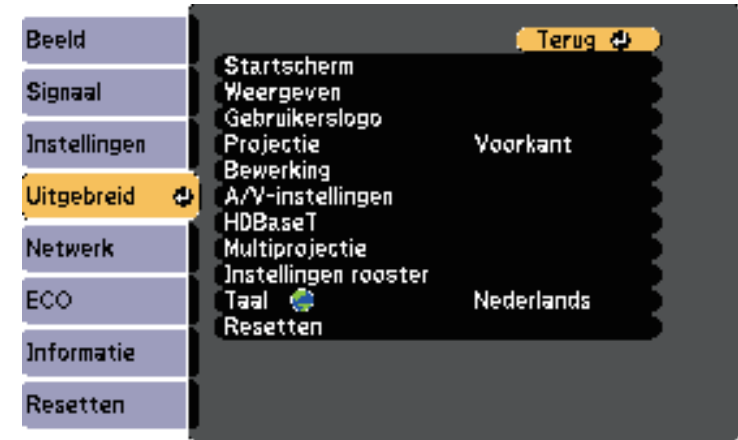 Beeld
Signaal
Instellingen
Uitgebreid
Netwerk
ECO
Informatie
Resetten
Terug
Startscherm
Weergeven
Gebruikerslogo
Projectie Voorkant
Bewerking
A/V-instellingen
HDBaseT
Multiprojectie
Instellingen rooster
Taal Nederlands
Resetten